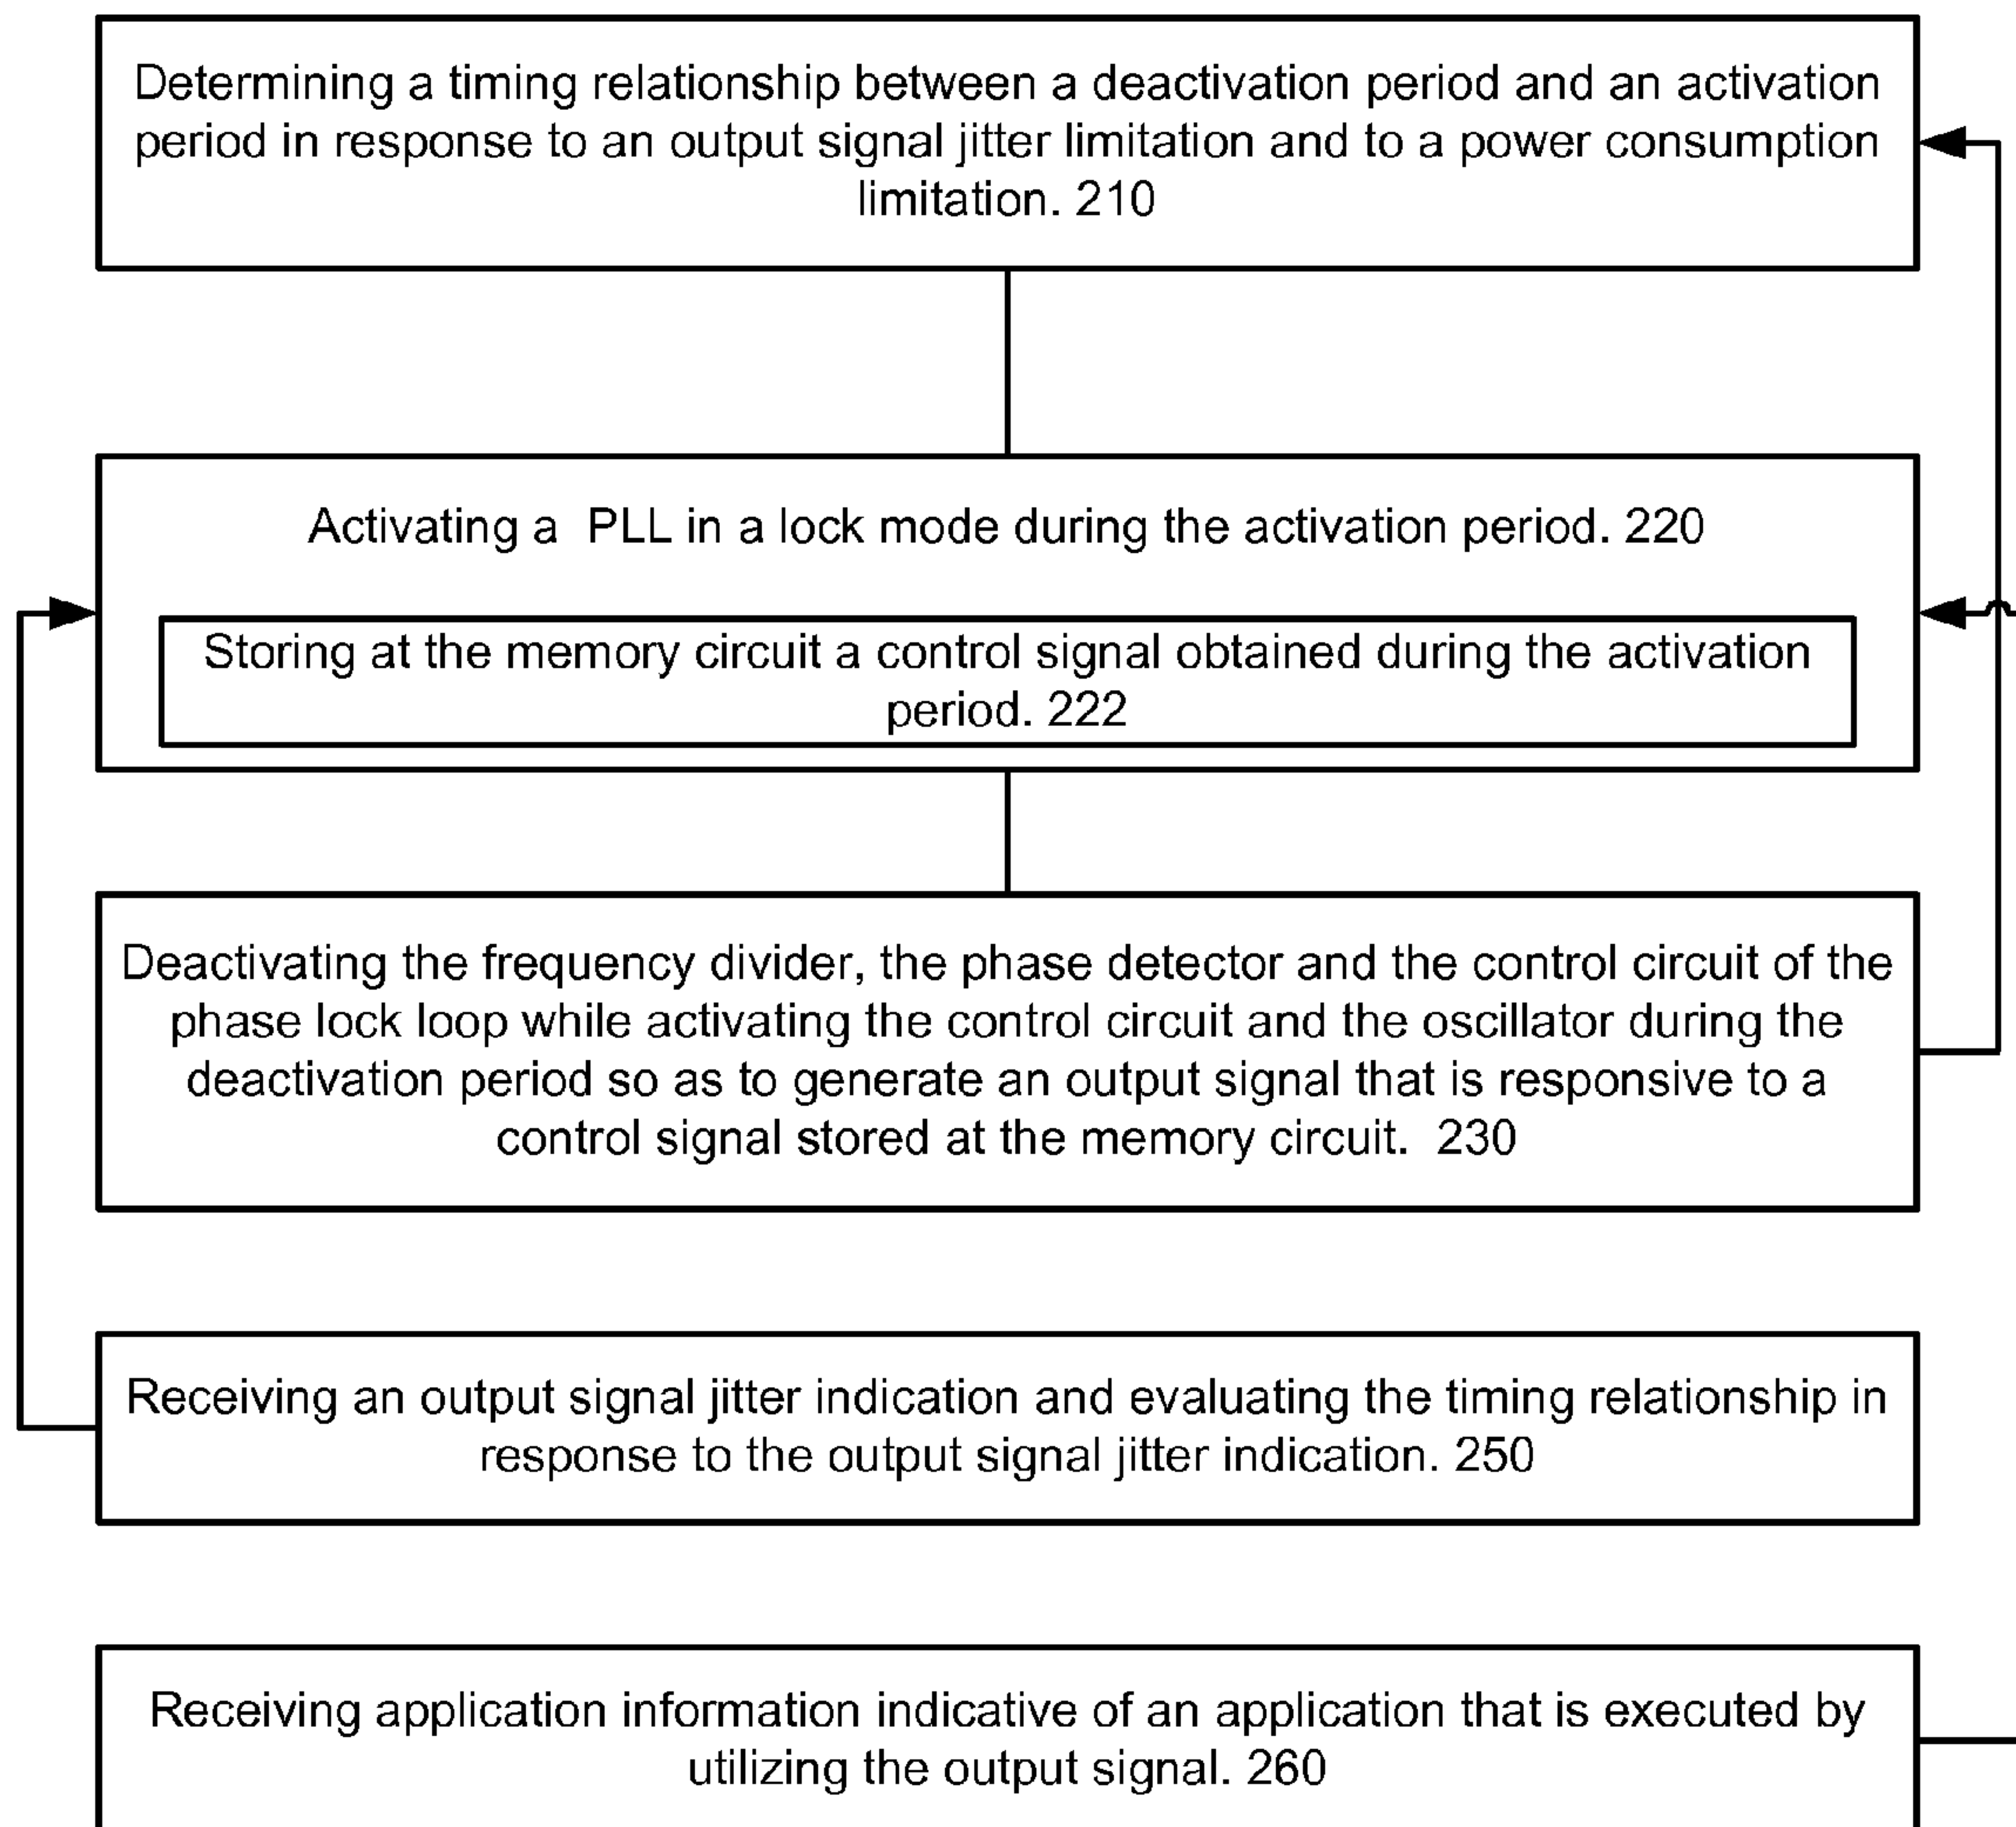 Determining a timing relationship between a deactivation period and an activation
period in response to an output signal jitter limitation and to a power consumption
limitation. 210
Activating a  PLL in a lock mode during the activation period. 220
Storing at the memory circuit a control signal obtained during the activation
period. 222
Deactivating the frequency divider, the phase detector and the control circuit of the
phase lock loop while activating the control circuit and the oscillator during the
deactivation period so as to generate an output signal that is responsive to a
control signal stored at the memory circuit.  230
Receiving an output signal jitter indication and evaluating the timing relationship in
response to the output signal jitter indication. 250
Receiving application information indicative of an application that is executed by
utilizing the output signal. 260